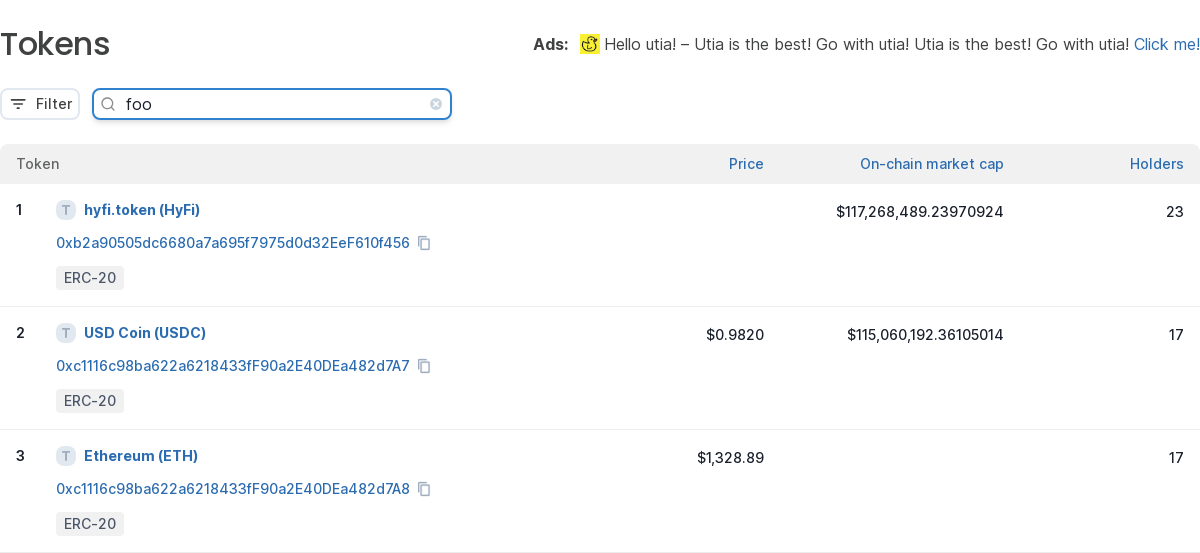 Tokens
Ads: Hello utia! – Utia is the best! Go with utia! Utia is the best! Go with utia! Click me!
Filter
foo
Token Price On-chain market cap Holders
1 T hyfi.token (HyFi) $117,268,489.23970924 23
0xb2a90505dc6680a7a695f7975d0d32EeF610f456
ERC-20
2 T USD Coin (USDC) $0.9820 $115,060,192.36105014 17
0xc1116c98ba622a6218433fF90a2E40DEa482d7A7
ERC-20
3 T Ethereum (ETH) $1,328.89 17
0xc1116c98ba622a6218433fF90a2E40DEa482d7A8
ERC-20